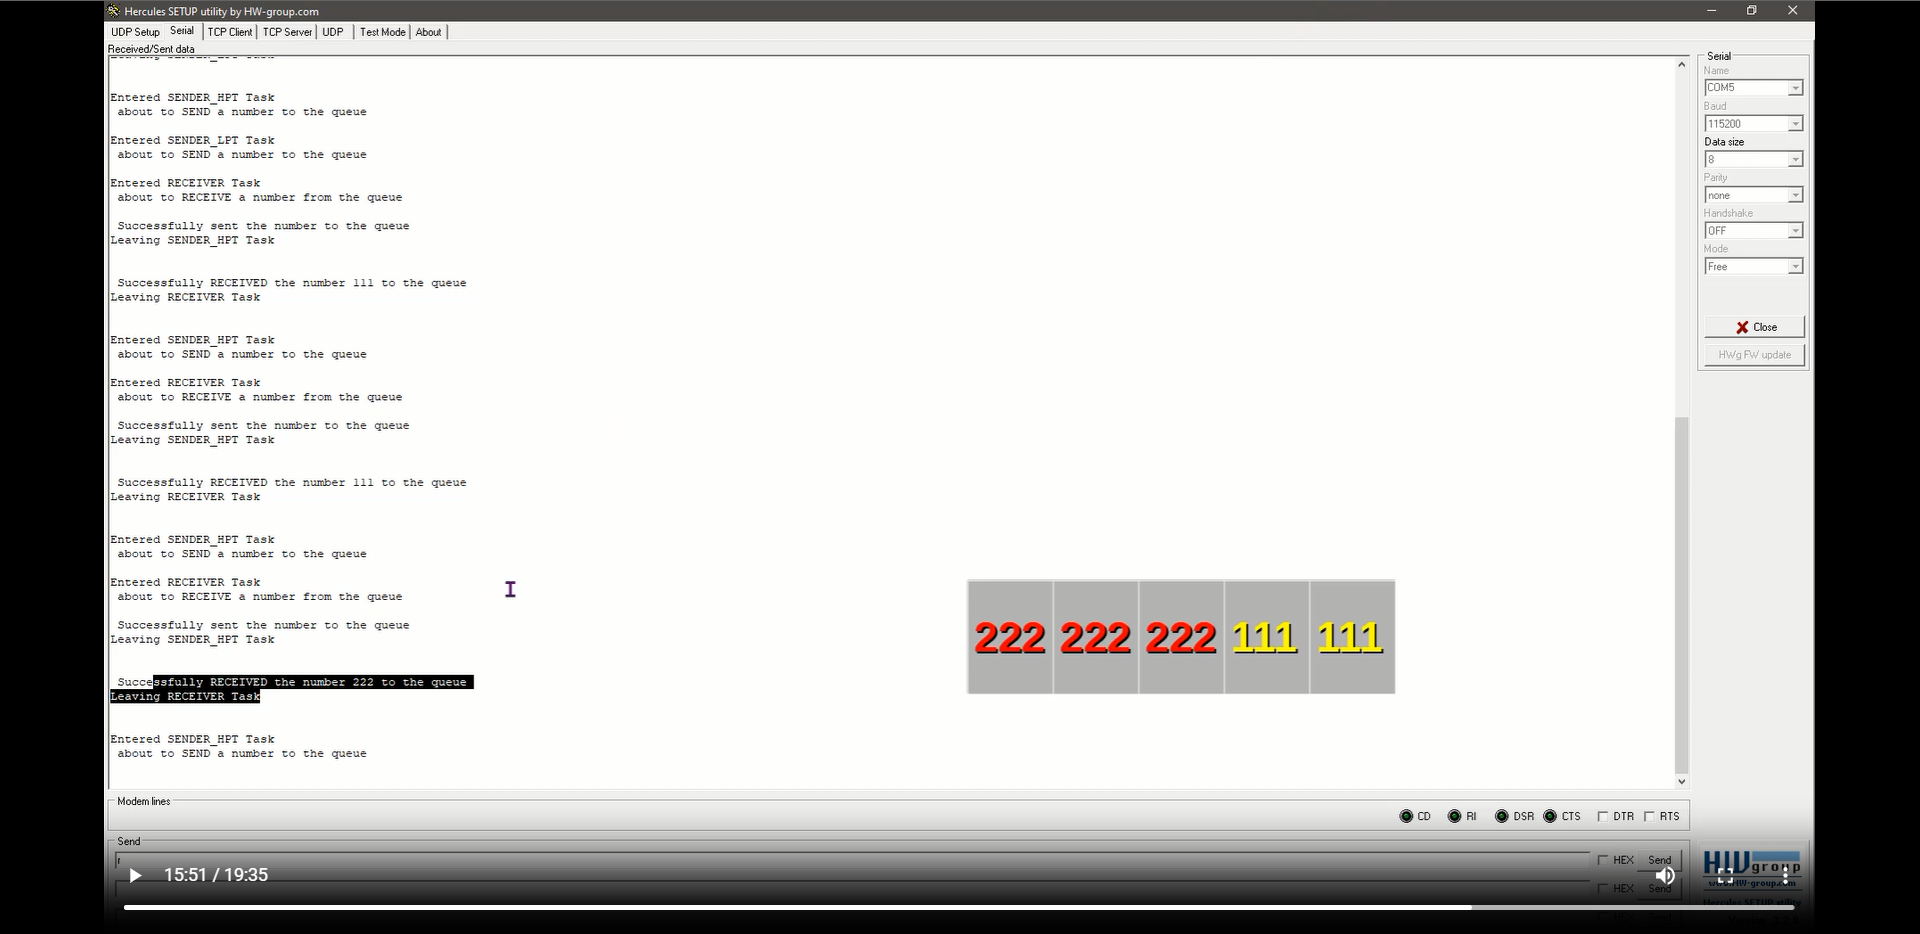 Hercules SETUP utility by HW-group.com
UDP Setup Serial TCP Client TCP Server UDP Test Mode About
Received/Sent data
Entered SENDER_HPT Task
about to SEND a number to the queue
Entered SENDER_LPT Task
about to SEND a number to the queue
Entered RECEIVER Task
about to RECEIVE a number from the queue
Successfully sent the number to the queue
Leaving SENDER_HPT Task
Successfully RECEIVED the number 111 to the queue
Leaving RECEIVER Task
Entered SENDER_HPT Task
about to SEND a number to the queue
Entered RECEIVER Task
about to RECEIVE a number from the queue
Successfully sent the number to the queue
Leaving SENDER_HPT Task
Successfully RECEIVED the number 111 to the queue
Leaving RECEIVER Task
Entered SENDER_HPT Task
about to SEND a number to the queue
Entered RECEIVER Task
about to RECEIVE a number from the queue
Successfully sent the number to the queue
Leaving SENDER_HPT Task
Successfully RECEIVED the number 222 to the queue
Leaving RECEIVER Task
Entered SENDER_HPT Task
about to SEND a number to the queue
222 222 222 111 111
Serial
Name
COM5
Baud
115200
Data size
8
Parity
none
Handshake
OFF
Mode
Free
Close
HWg FW update
Modem lines
CD RI DSR CTS DTR RTS
Send
r
HEX Send
15:51 / 19:35
HEX Send
HW group
www.HW-group.com
Hercules SETUP utility